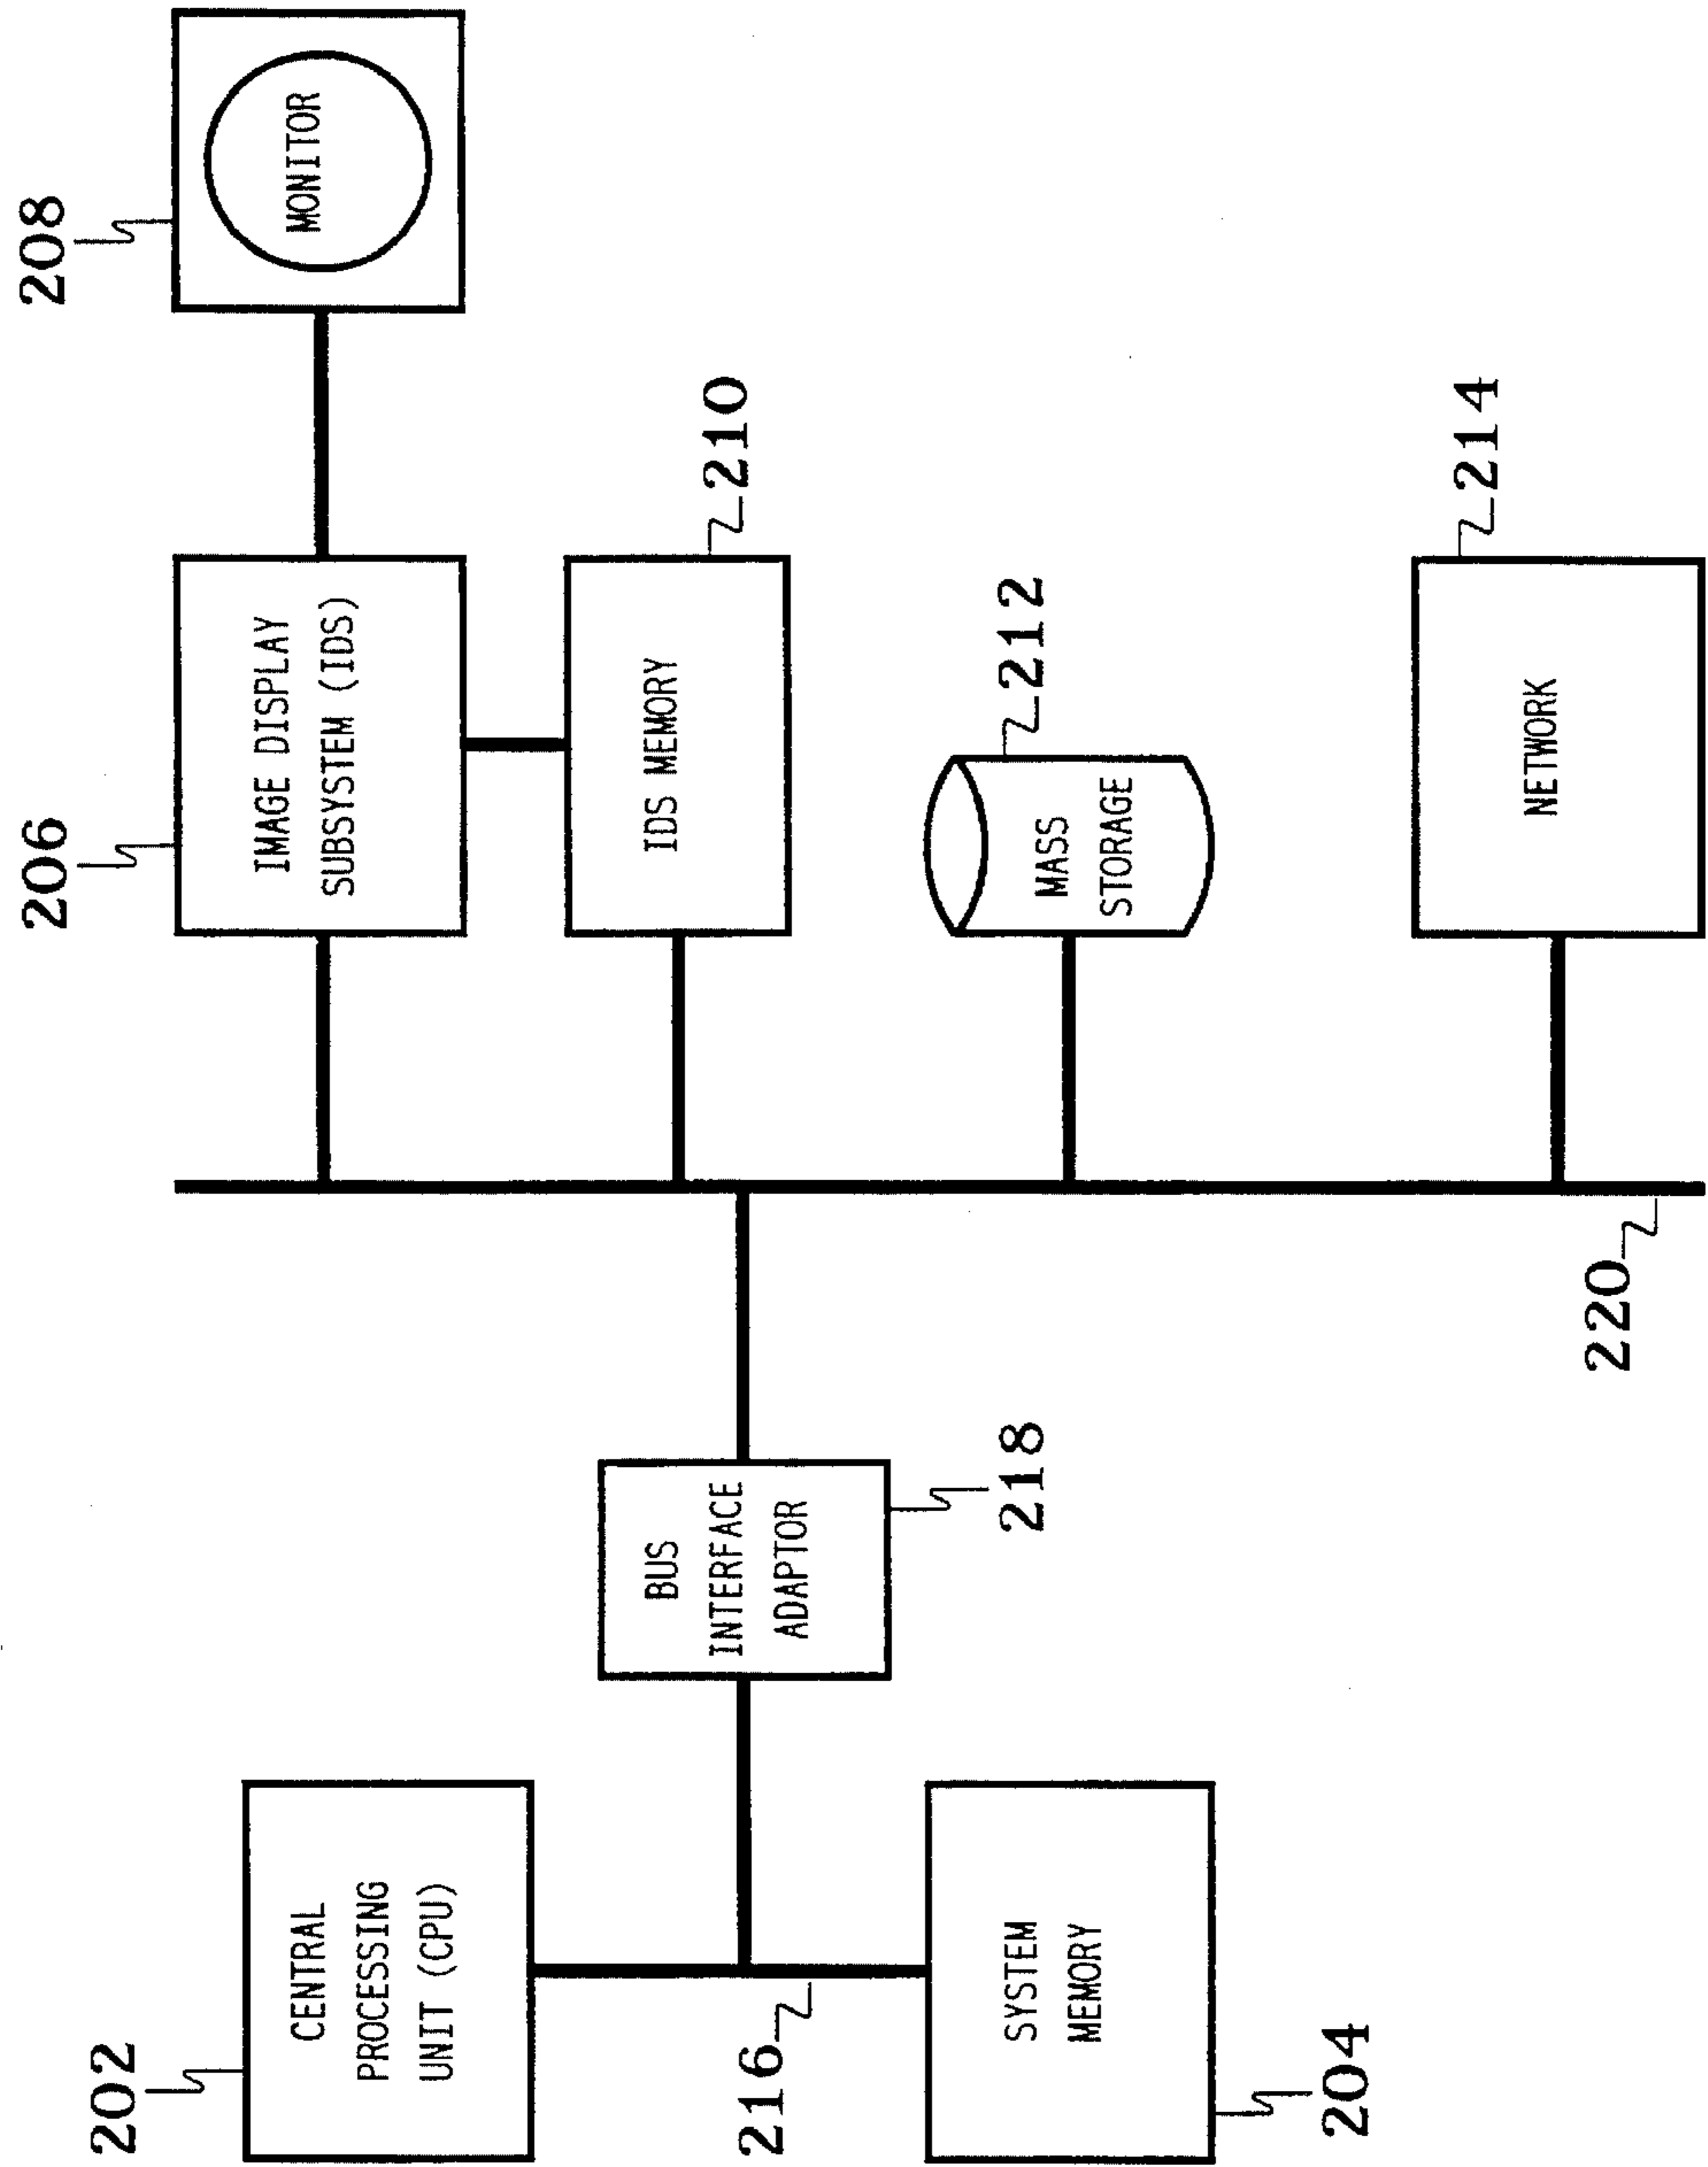 202
CENTRAL
PROCESSING
UNIT (CPU)
216
SYSTEM
MEMORY
204
BUS
INTERFACE
ADAPTOR
218
220
206
IMAGE DISPLAY
SUBSYSTEM (IDS)
IDS MEMORY
210
MASS
STORAGE
212
NETWORK
214
208
MONITOR